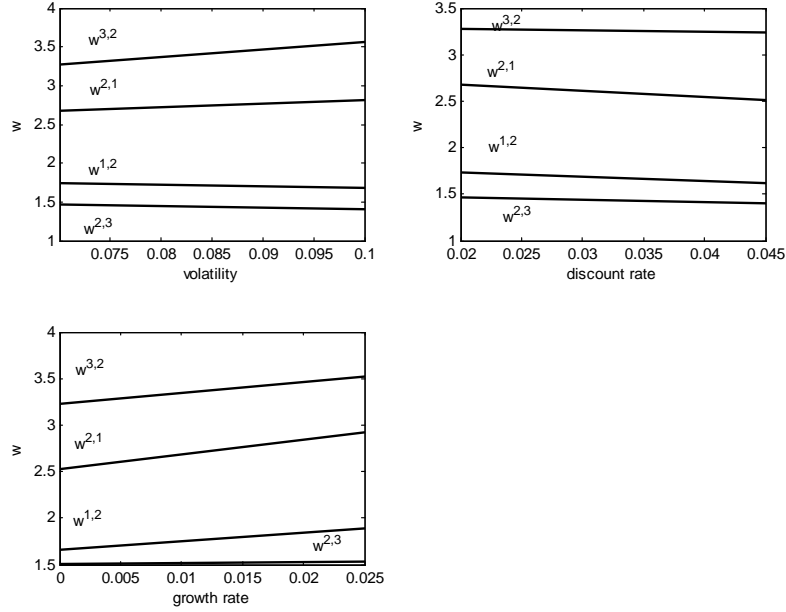 4
3.5
3
2.5
2
1.5
1
w
w^{3,2}
w^{2,1}
w^{1,2}
w^{2,3}
0.075 0.08 0.085 0.09 0.095 0.1
volatility
3.5
3
2.5
2
1.5
1
w
w^{3,2}
w^{2,1}
w^{1,2}
w^{2,3}
0.02 0.025 0.03 0.035 0.04 0.045
discount rate
4
3.5
3
2.5
2
1.5
w
w^{3,2}
w^{2,1}
w^{1,2}
w^{2,3}
0 0.005 0.01 0.015 0.02 0.025
growth rate